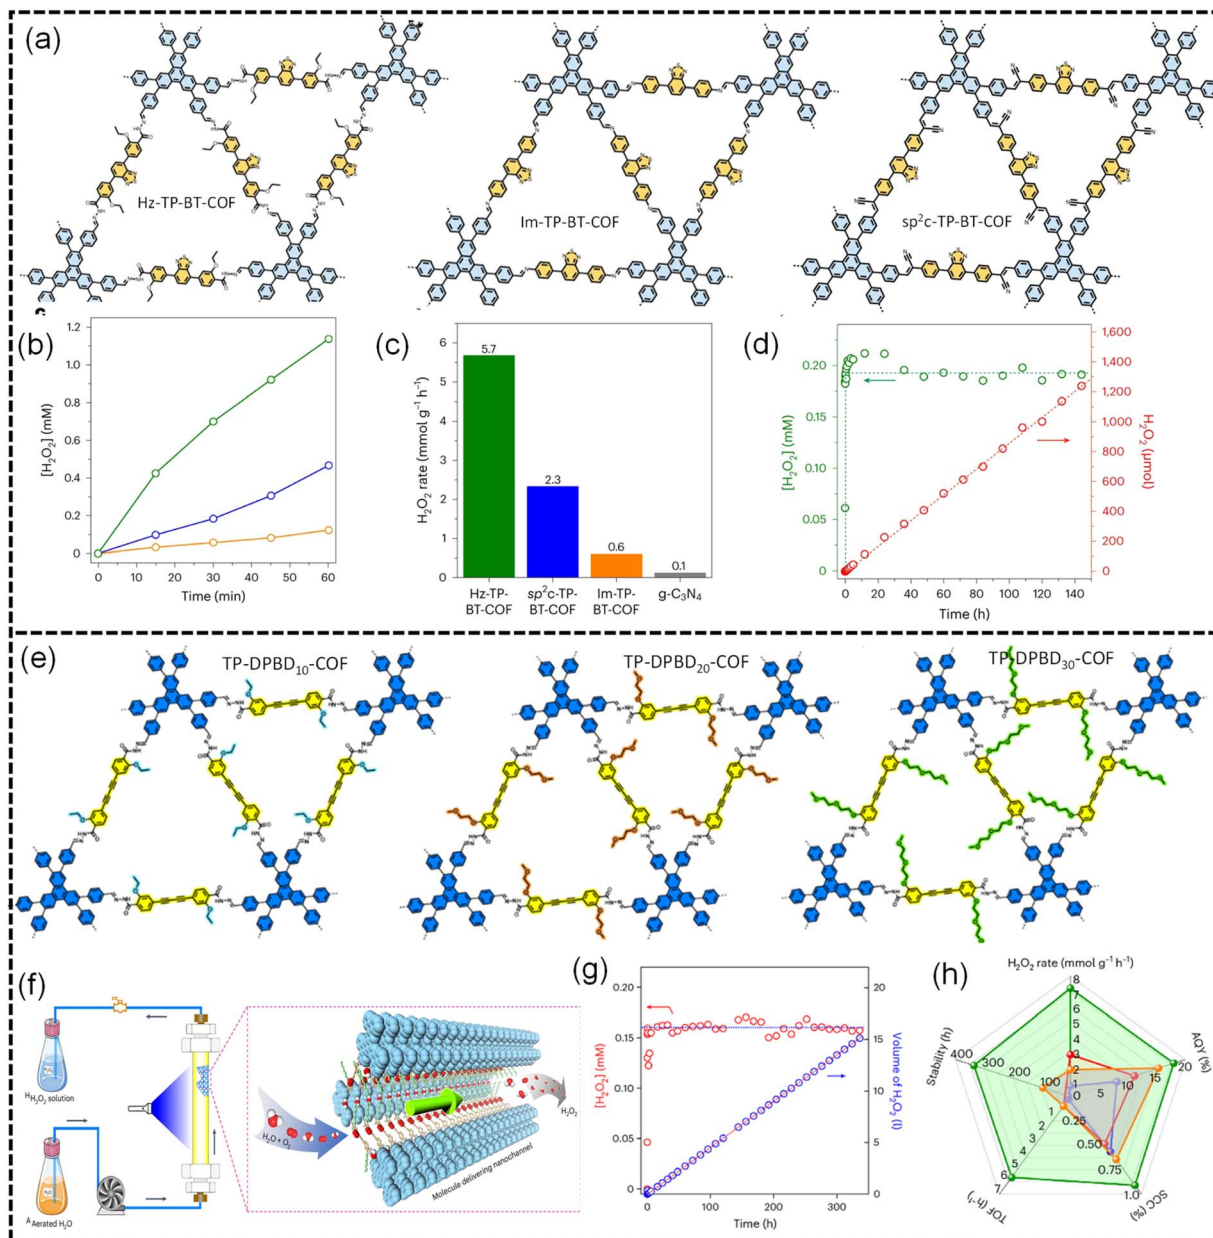 (a)
Hz-TP-BT-COF
Im-TP-BT-COF
sp²c-TP-BT-COF
(b)
[H₂O₂] (mM)
1.2
1.0
0.8
0.6
0.4
0.2
0
0 15 30 45 60
Time (min)
(c)
H₂O₂ rate (mmol g⁻¹ h⁻¹)
6
5
4
3
2
1
0
5.7
2.3
0.6
0.1
Hz-TP-
BT-COF
sp²c-TP-
BT-COF
Im-TP-
BT-COF
g-C₃N₄
(d)
[H₂O₂] (mM)
0.20
0.15
0.10
0.05
0
0 20 40 60 80 100 120 140
Time (h)
1,600
1,400
1,200
1,000
800
600
400
200
0
H₂O₂ (μmol)
(e)
TP-DPBD₁₀-COF
TP-DPBD₂₀-COF
TP-DPBD₃₀-COF
(f)
H H₂O₂ solution
A Aerated H₂O
H₂O + O₂
H₂O₂
Molecule delivering nanochannel
(g)
[H₂O₂] (mM)
0.20
0.15
0.10
0.05
0
0 100 200 300
Time (h)
20
15
10
5
0
Volume of H₂O₂ (l)
(h)
H₂O₂ rate (mmol g⁻¹ h⁻¹)
8
7
6
5
4
3
2
1
0
AQY (%)
5 10 15 20
SCC (%)
0.25 0.50 0.75 1.0
TOF (h⁻¹)
1 2 3 4 5 6 7
Stability (h)
100 200 300 400